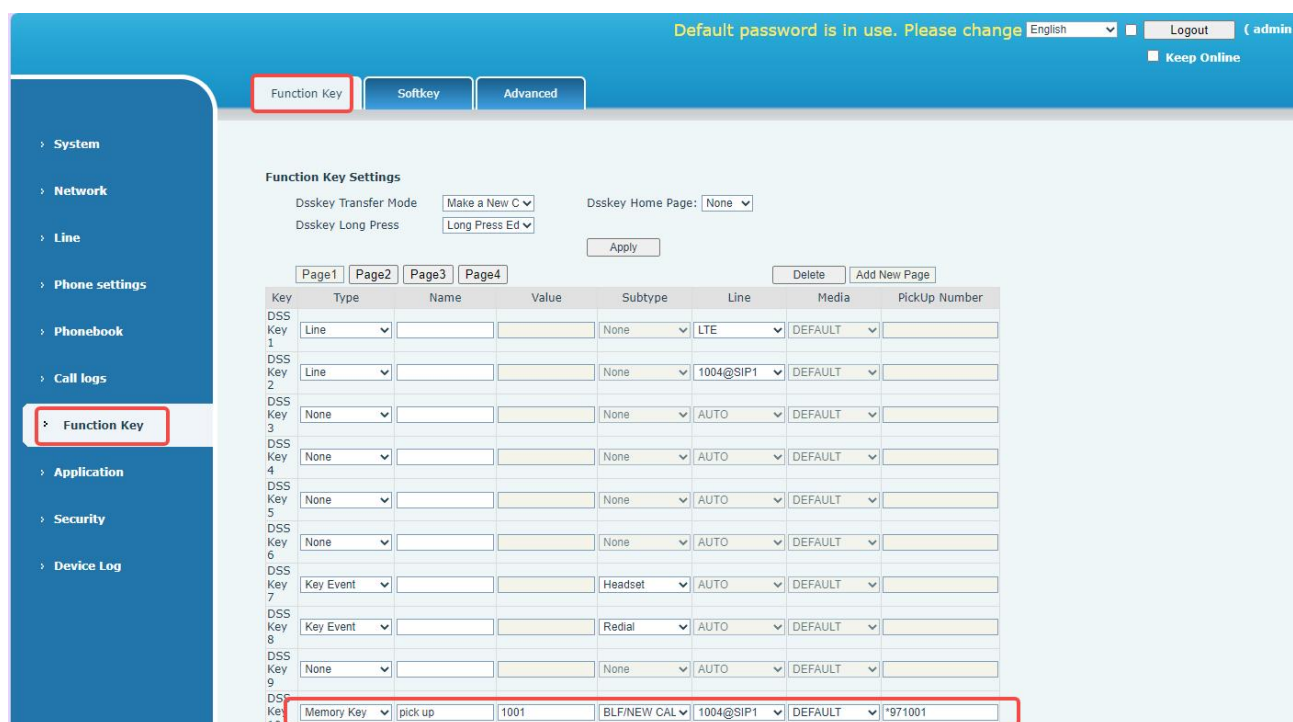 Default password is in use. Please change English Logout ( admin
Keep Online
Function Key Softkey Advanced
System
Network
Line
Phone settings
Phonebook
Call logs
Function Key
Application
Security
Device Log
Function Key Settings
Dsskey Transfer Mode Make a New C Dsskey Home Page: None
Dsskey Long Press Long Press Ed
Apply
Page1 Page2 Page3 Page4 Delete Add New Page
Key Type Name Value Subtype Line Media PickUp Number
DSS Key 1 Line None LTE DEFAULT
DSS Key 2 Line None 1004@SIP1 DEFAULT
DSS Key 3 None None AUTO DEFAULT
DSS Key 4 None None AUTO DEFAULT
DSS Key 5 None None AUTO DEFAULT
DSS Key 6 None None AUTO DEFAULT
DSS Key 7 Key Event Headset AUTO DEFAULT
DSS Key 8 Key Event Redial AUTO DEFAULT
DSS Key 9 None None AUTO DEFAULT
DSS Key Memory Key pick up 1001 BLF/NEW CAL 1004@SIP1 DEFAULT *971001